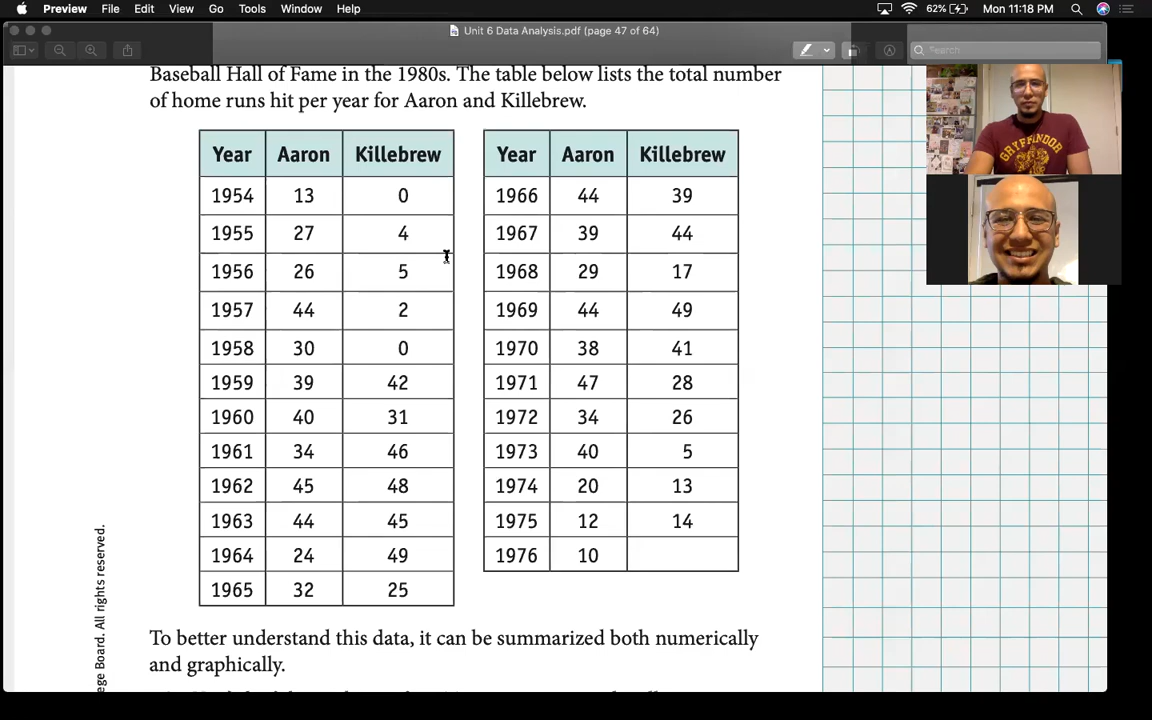 Preview File Edit View Go Tools Window Help 62% Mon 11:18 PM
Unit 6 Data Analysis.pdf (page 47 of 64)
Search
Baseball Hall of Fame in the 1980s. The table below lists the total number
of home runs hit per year for Aaron and Killebrew.
Year Aaron Killebrew Year Aaron Killebrew
1954 13 0 1966 44 39
1955 27 4 1967 39 44
1956 26 5 1968 29 17
1957 44 2 1969 44 49
1958 30 0 1970 38 41
1959 39 42 1971 47 28
1960 40 31 1972 34 26
1961 34 46 1973 40 5
1962 45 48 1974 20 13
1963 44 45 1975 12 14
1964 24 49 1976 10
1965 32 25
To better understand this data, it can be summarized both numerically
and graphically.
ege Board. All rights reserved.
GRYFFINDOR